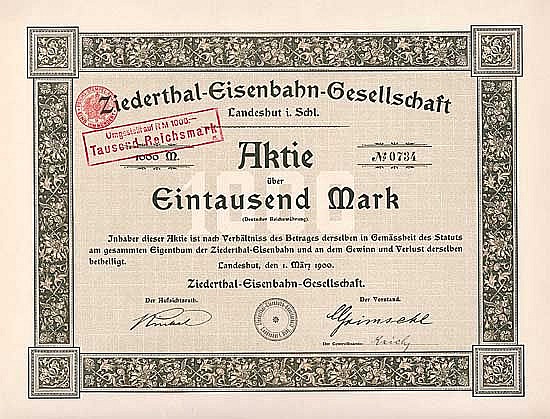 Ziederthal-Eisenbahn-Gesellschaft
Landeshut i. Schl.
Umgestellt auf RM 1000.-
Tausend Reichsmark
1000 M.
Aktie
No 0734
über
1000
Eintausend Mark
(Deutscher Reichswährung)
Inhaber dieser Aktie ist nach Verhältniss des Betrages derselben in Gemässheit des Statuts
am gesammten Eigenthum der Ziederthal-Eisenbahn und an dem Gewinn und Verlust derselben
betheiligt.
Landeshut, den 1. März 1900.
Ziederthal-Eisenbahn-Gesellschaft.
Der Aufsichtsrath.
Der Vorstand.